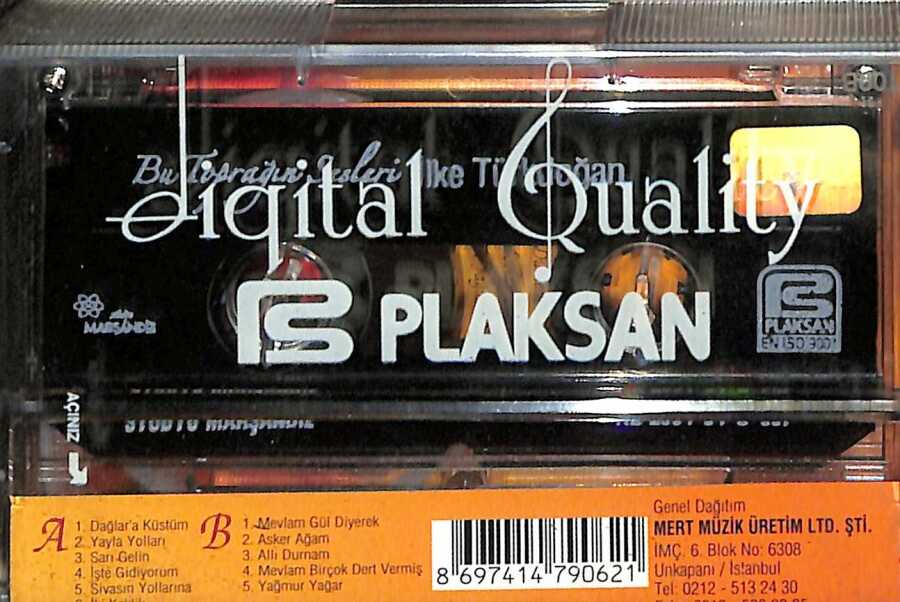 Bu Toprağın Sesleri İlke Türkdoğan
Digital Quality
PLAKSAN
MARŞANDİZ
PLAKSAN
EN ISO 9001
AÇINIZ
STÜDYO MARŞANDİZ
A
1. Dağlar'a Küstüm
2. Yayla Yolları
3. Sarı Gelin
4. İşte Gidiyorum
5. Sivasın Yollarına
B
1. Mevlam Gül Diyerek
2. Asker Ağam
3. Allı Durnam
4. Mevlam Birçok Dert Vermiş
5. Yağmur Yağar
8 697414 790621
Genel Dağıtım
MERT MÜZİK ÜRETİM LTD. ŞTİ.
İMÇ. 6. Blok No: 6308
Unkapanı / İstanbul
Tel: 0212 - 513 24 30